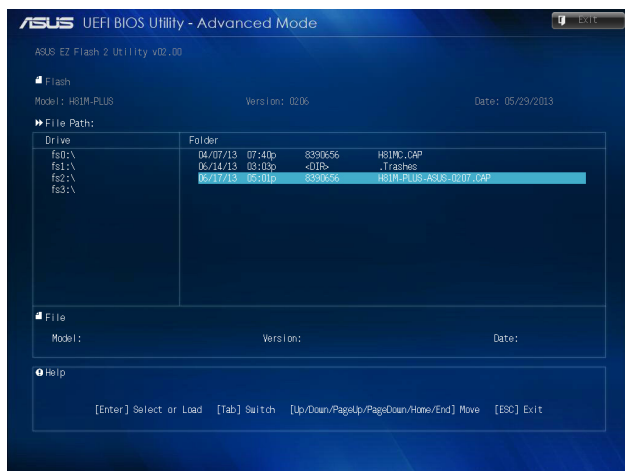 ASUS UEFI BIOS Utility - Advanced Mode
Exit
ASUS EZ Flash 2 Utility v02.00
Flash
Model: H81M-PLUS Version: 0206 Date: 05/29/2013
File Path:
Drive Folder
fs0:\ 04/07/13 07:40p 8390656 H81MC.CAP
fs1:\ 06/14/13 03:03p <DIR> .Trashes
fs2:\ 06/17/13 05:01p 8390656 H81M-PLUS-ASUS-0207.CAP
fs3:\
File
Model: Version: Date:
Help
[Enter] Select or Load [Tab] Switch [Up/Down/PageUp/PageDown/Home/End] Move [ESC] Exit